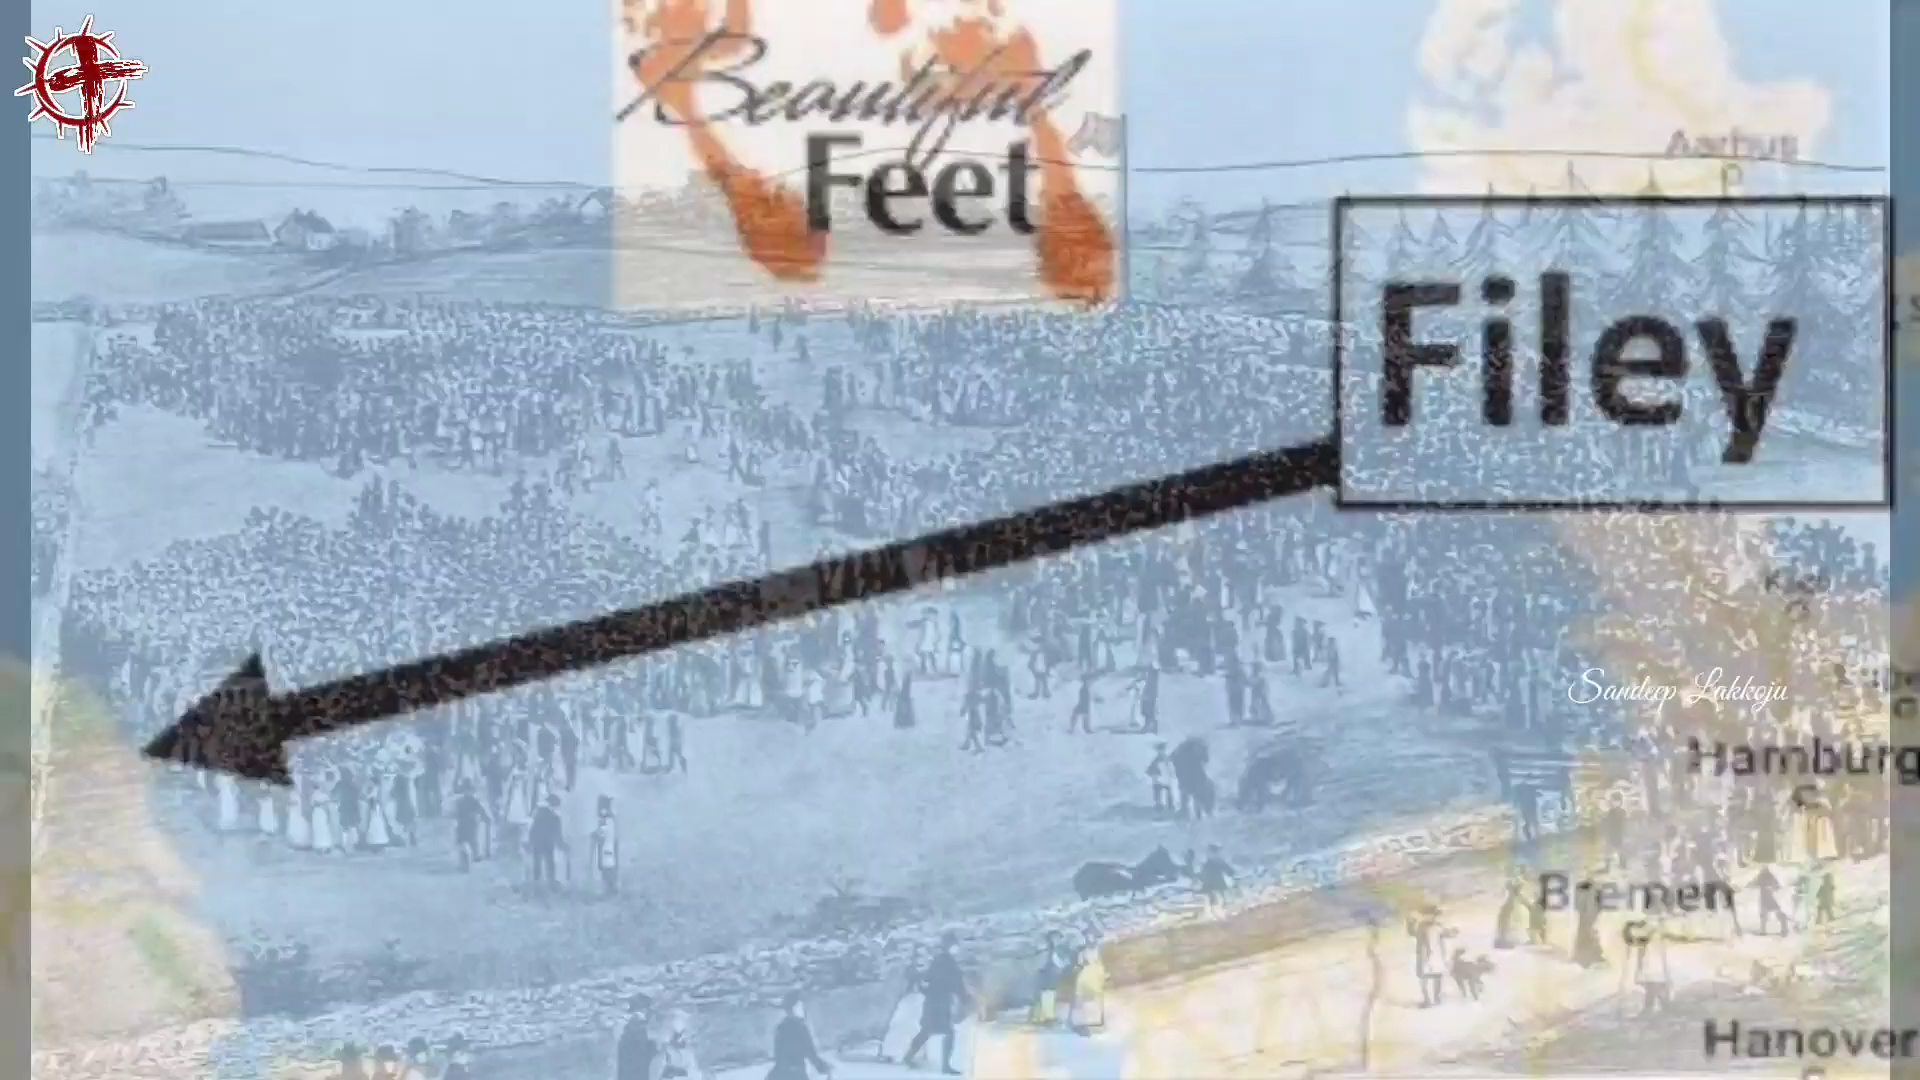 Beautiful
Feet
Aarhus
Filey
Kiel
Sandeep Lakkoju
Hamburg
Bremen
Hanover